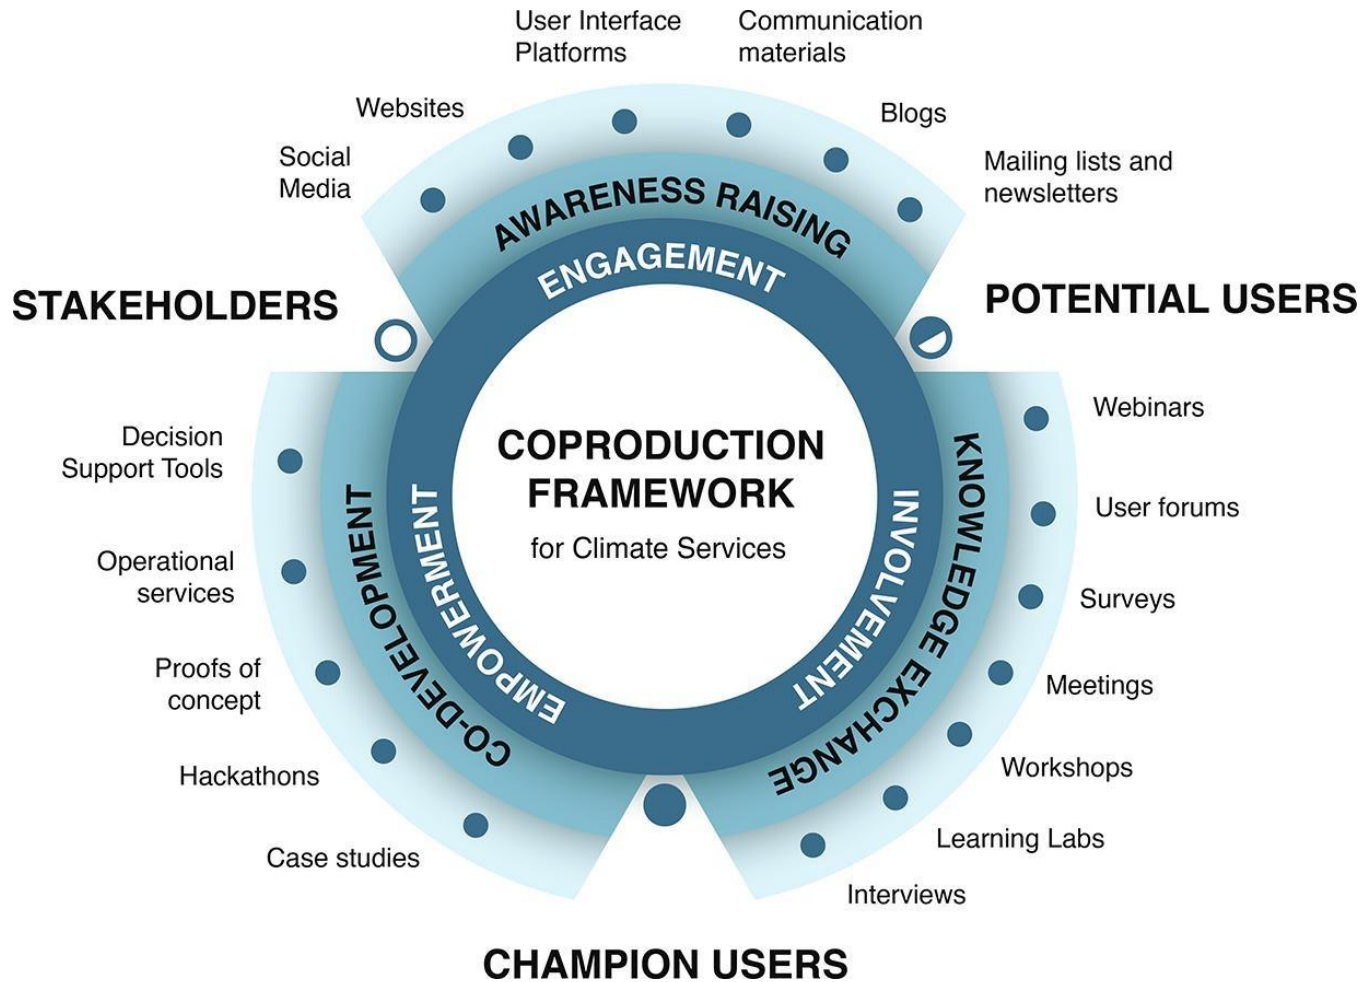 User Interface
Platforms
Communication
materials
Websites
Blogs
Social
Media
Mailing lists and
newsletters
AWARENESS RAISING
ENGAGEMENT
STAKEHOLDERS
POTENTIAL USERS
COPRODUCTION
FRAMEWORK
for Climate Services
INVOLVEMENT
KNOWLEDGE EXCHANGE
Webinars
User forums
Surveys
Meetings
Workshops
Learning Labs
Interviews
EMPOWERMENT
CO-DEVELOPMENT
Decision
Support Tools
Operational
services
Proofs of
concept
Hackathons
Case studies
CHAMPION USERS